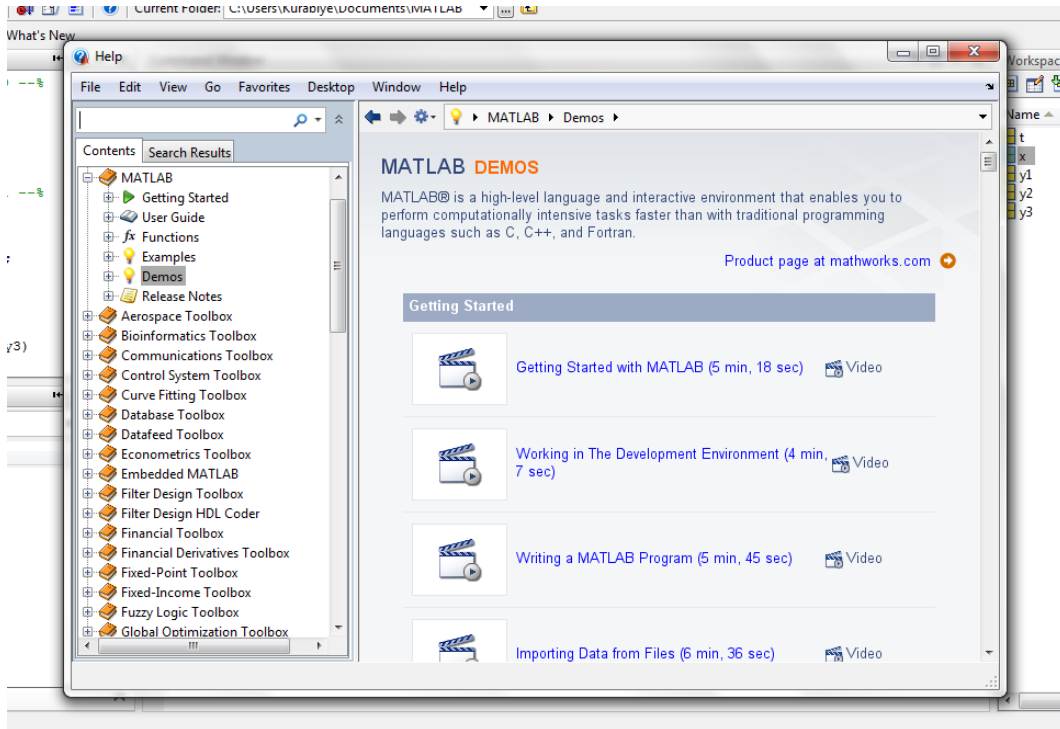 Current Folder: C:\Users\Kurabiye\Documents\MATLAB
What's New
Help
File Edit View Go Favorites Desktop Window Help
MATLAB Demos
Contents Search Results
MATLAB
Getting Started
User Guide
fx Functions
Examples
Demos
Release Notes
Aerospace Toolbox
Bioinformatics Toolbox
Communications Toolbox
Control System Toolbox
Curve Fitting Toolbox
Database Toolbox
Datafeed Toolbox
Econometrics Toolbox
Embedded MATLAB
Filter Design Toolbox
Filter Design HDL Coder
Financial Toolbox
Financial Derivatives Toolbox
Fixed-Point Toolbox
Fixed-Income Toolbox
Fuzzy Logic Toolbox
Global Optimization Toolbox
MATLAB DEMOS
MATLAB® is a high-level language and interactive environment that enables you to
perform computationally intensive tasks faster than with traditional programming
languages such as C, C++, and Fortran.
Product page at mathworks.com
Getting Started
Getting Started with MATLAB (5 min, 18 sec) Video
Working in The Development Environment (4 min,
7 sec) Video
Writing a MATLAB Program (5 min, 45 sec) Video
Importing Data from Files (6 min, 36 sec) Video
--%
--%
;
y3)
Workspac
Name
t
x
y1
y2
y3